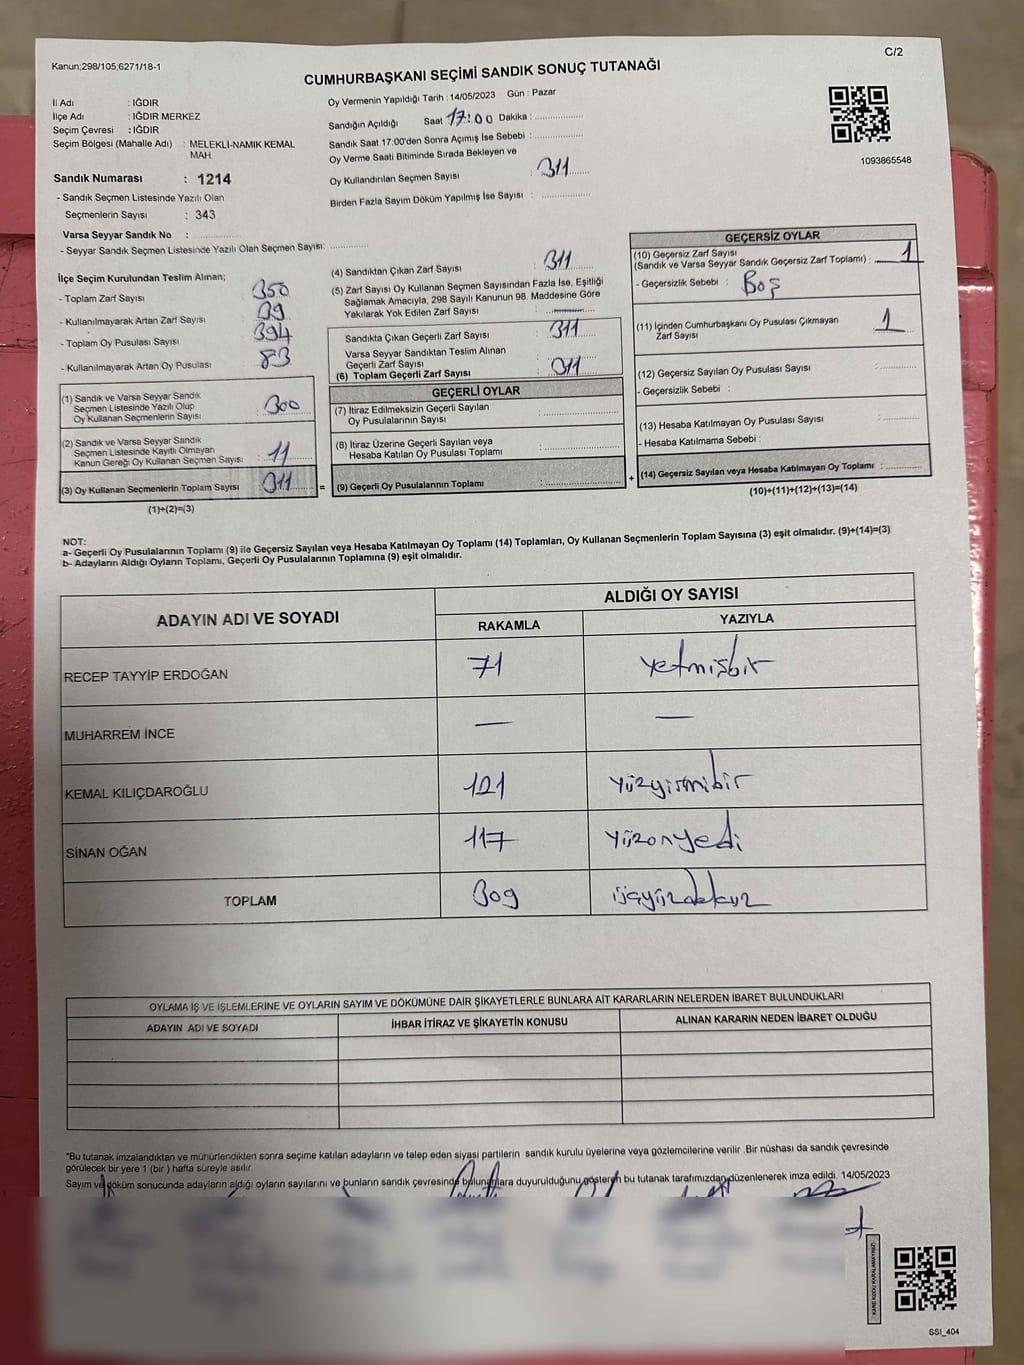 C/2
Kanun;298/105,6271/18-1
CUMHURBAŞKANI SEÇİMİ SANDIK SONUÇ TUTANAĞI
İl Adı : IĞDIR
İlçe Adı : IĞDIR MERKEZ
Seçim Çevresi : IĞDIR
Seçim Bölgesi (Mahalle Adı) : MELEKLİ-NAMIK KEMAL
MAH.
Sandık Numarası : 1214
- Sandık Seçmen Listesinde Yazılı Olan
Seçmenlerin Sayısı : 343
Varsa Seyyar Sandık No :
- Seyyar Sandık Seçmen Listesinde Yazılı Olan Seçmen Sayısı:
Oy Vermenin Yapıldığı Tarih : 14/05/2023 Gün : Pazar
Sandığın Açıldığı Saat 17:00 Dakika :
Sandık Saat 17:00'den Sonra Açımış İse Sebebi :
Oy Verme Saati Bitiminde Sırada Bekleyen ve
Oy Kullandırılan Seçmen Sayısı : 311
Birden Fazla Sayım Döküm Yapılmış İse Sayısı :
1093865548
İlçe Seçim Kurulundan Teslim Alınan;
- Toplam Zarf Sayısı 350
- Kullanılmayarak Artan Zarf Sayısı 39
- Toplam Oy Pusulası Sayısı 394
- Kullanılmayarak Artan Oy Pusulası 83
(1) Sandık ve Varsa Seyyar Sandık
Seçmen Listesinde Yazılı Olup
Oy Kullanan Seçmenlerin Sayısı : 300
(2) Sandık ve Varsa Seyyar Sandık
Seçmen Listesinde Kayıtlı Olmayan
Kanun Gereği Oy Kullanan Seçmen Sayısı : 11
(3) Oy Kullanan Seçmenlerin Toplam Sayısı 311 =
(1)+(2)=(3)
(4) Sandıktan Çıkan Zarf Sayısı : 311
(5) Zarf Sayısı Oy Kullanan Seçmen Sayısından Fazla İse, Eşitliği
Sağlamak Amacıyla, 298 Sayılı Kanunun 98. Maddesine Göre
Yakılarak Yok Edilen Zarf Sayısı : —
Sandıkta Çıkan Geçerli Zarf Sayısı : 311
Varsa Seyyar Sandıktan Teslim Alınan
Geçerli Zarf Sayısı
(6) Toplam Geçerli Zarf Sayısı : 311
GEÇERLİ OYLAR
(7) İtiraz Edilmeksizin Geçerli Sayılan
Oy Pusulalarının Sayısı :
(8) İtiraz Üzerine Geçerli Sayılan veya
Hesaba Katılan Oy Pusulası Toplamı :
(9) Geçerli Oy Pusulalarının Toplamı : +
GEÇERSİZ OYLAR
(10) Geçersiz Zarf Sayısı
(Sandık ve Varsa Seyyar Sandık Geçersiz Zarf Toplamı) : 1
- Geçersizlik Sebebi : Boş
(11) İçinden Cumhurbaşkanı Oy Pusulası Çıkmayan
Zarf Sayısı : 1
(12) Geçersiz Sayılan Oy Pusulası Sayısı :
- Geçersizlik Sebebi :
(13) Hesaba Katılmayan Oy Pusulası Sayısı :
- Hesaba Katılmama Sebebi :
(14) Geçersiz Sayılan veya Hesaba Katılmayan Oy Toplamı :
(10)+(11)+(12)+(13)=(14)
NOT:
a- Geçerli Oy Pusulalarının Toplamı (9) ile Geçersiz Sayılan veya Hesaba Katılmayan Oy Toplamı (14) Toplamları, Oy Kullanan Seçmenlerin Toplam Sayısına (3) eşit olmalıdır. (9)+(14)=(3)
b- Adayların Aldığı Oyların Toplamı, Geçerli Oy Pusulalarının Toplamına (9) eşit olmalıdır.
ADAYIN ADI VE SOYADI
ALDIĞI OY SAYISI
RAKAMLA YAZIYLA
RECEP TAYYİP ERDOĞAN 71 Yetmişbir
MUHARREM İNCE — —
KEMAL KILIÇDAROĞLU 121 Yüzyirmibir
SİNAN OĞAN 117 Yüzonyedi
TOPLAM 309 üçyüzdokuz
OYLAMA İŞ VE İŞLEMLERİNE VE OYLARIN SAYIM VE DÖKÜMÜNE DAİR ŞİKAYETLERLE BUNLARA AİT KARARLARIN NELERDEN İBARET BULUNDUKLARI
ADAYIN ADI VE SOYADI İHBAR İTİRAZ VE ŞİKAYETİN KONUSU ALINAN KARARIN NEDEN İBARET OLDUĞU
*Bu tutanak imzalandıktan ve mühürlendikten sonra seçime katılan adayların ve talep eden siyasi partilerin sandık kurulu üyelerine veya gözlemcilerine verilir .Bir nüshası da sandık çevresinde
görülecek bir yere 1 (bir ) hafta süreyle asılır.
Sayım ve döküm sonucunda adayların aldığı oyların sayılarını ve bunların sandık çevresinde bulunanlara duyurulduğunu gösteren bu tutanak tarafımızdan düzenlenerek imza edildi. 14/05/2023
KARE KODU KARALAMAYINIZ!
SSI_404